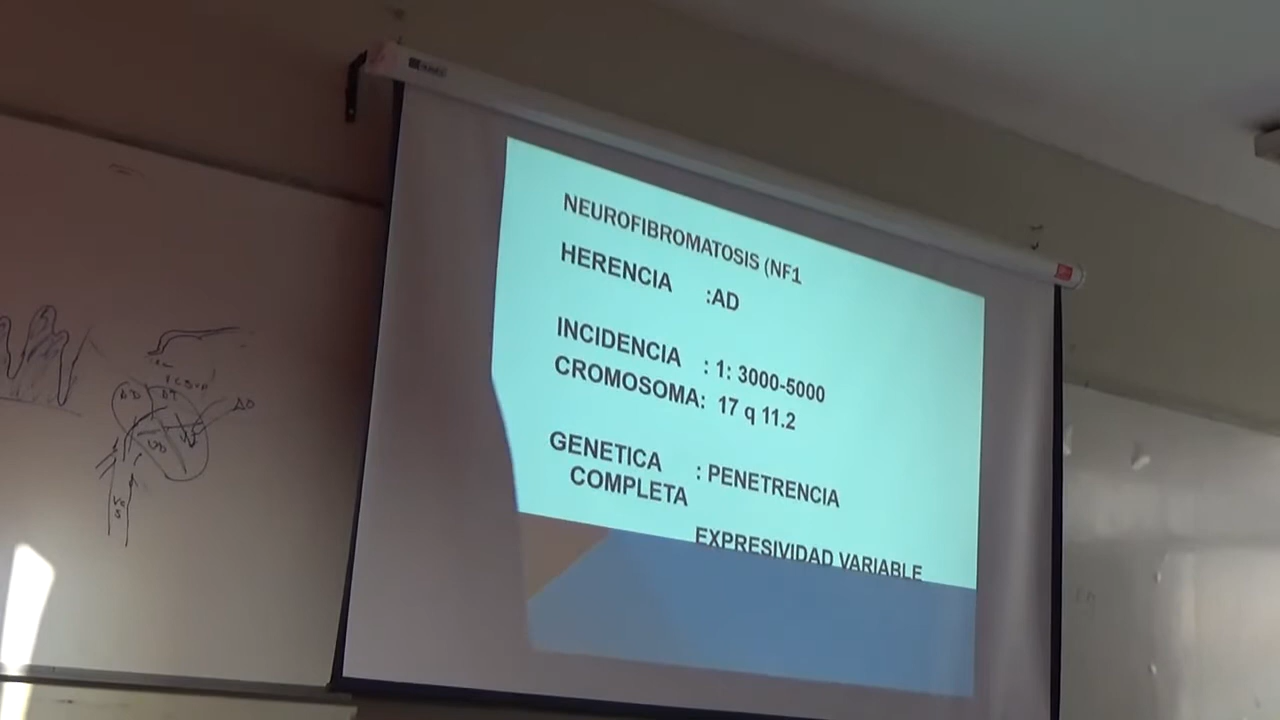 NEUROFIBROMATOSIS (NF1
HERENCIA :AD
INCIDENCIA : 1: 3000-5000
CROMOSOMA: 17 q 11.2
GENETICA : PENETRENCIA
COMPLETA
EXPRESIVIDAD VARIABLE